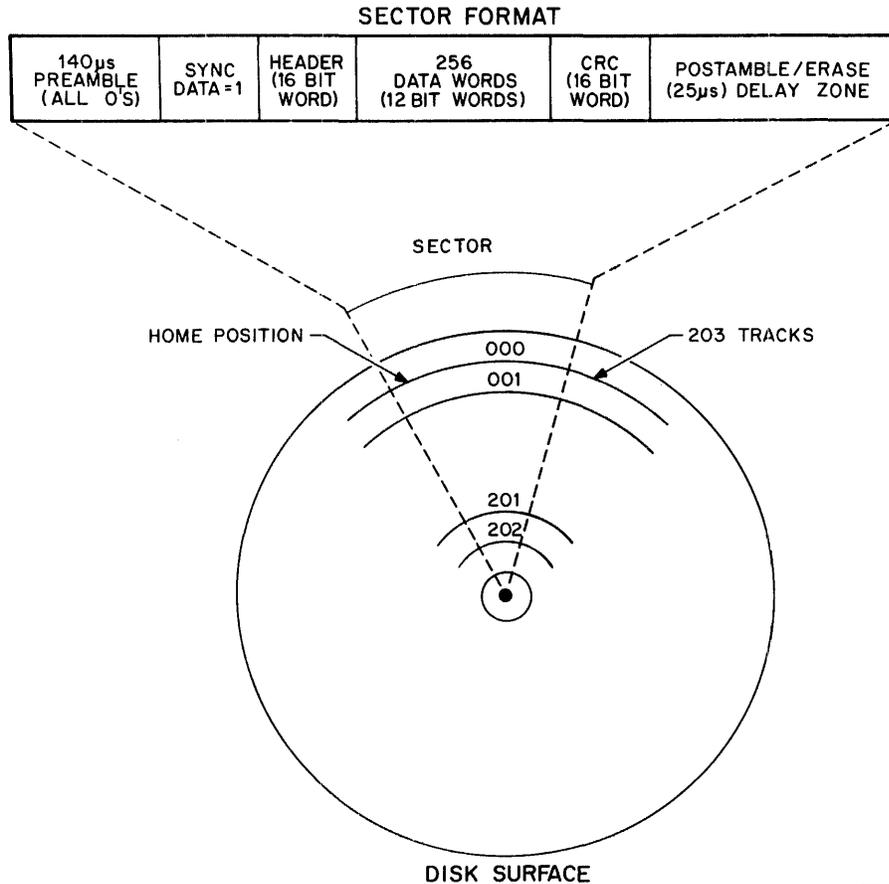 SECTOR FORMAT
140µs
PREAMBLE
(ALL O'S)
SYNC
DATA=1
HEADER
(16 BIT
WORD)
256
DATA WORDS
(12 BIT WORDS)
CRC
(16 BIT
WORD)
POSTAMBLE/ERASE
(25µs) DELAY ZONE
SECTOR
HOME POSITION
203 TRACKS
000
001
201
202
DISK SURFACE